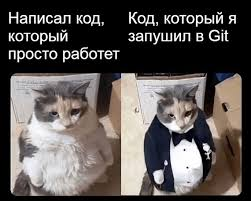 Написал код,
который
просто работет
Код, который я
запушил в Git